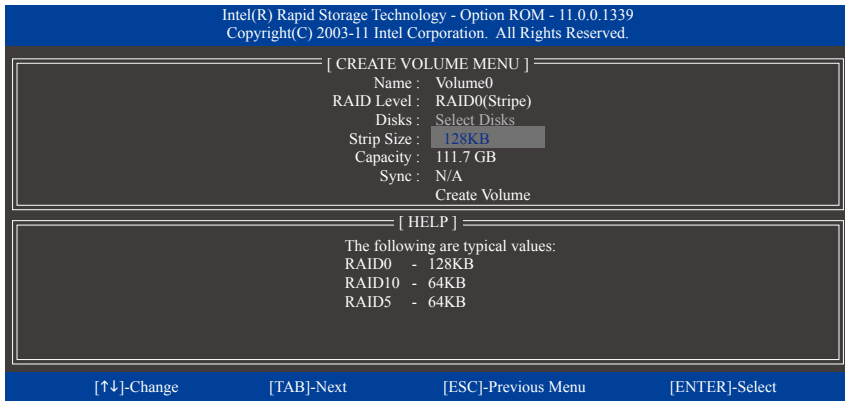 Intel(R) Rapid Storage Technology - Option ROM - 11.0.0.1339
Copyright(C) 2003-11 Intel Corporation. All Rights Reserved.
[ CREATE VOLUME MENU ]
Name : Volume0
RAID Level : RAID0(Stripe)
Disks : Select Disks
Strip Size : 128KB
Capacity : 111.7 GB
Sync : N/A
Create Volume
[ HELP ]
The following are typical values:
RAID0 - 128KB
RAID10 - 64KB
RAID5 - 64KB
[↑↓]-Change [TAB]-Next [ESC]-Previous Menu [ENTER]-Select